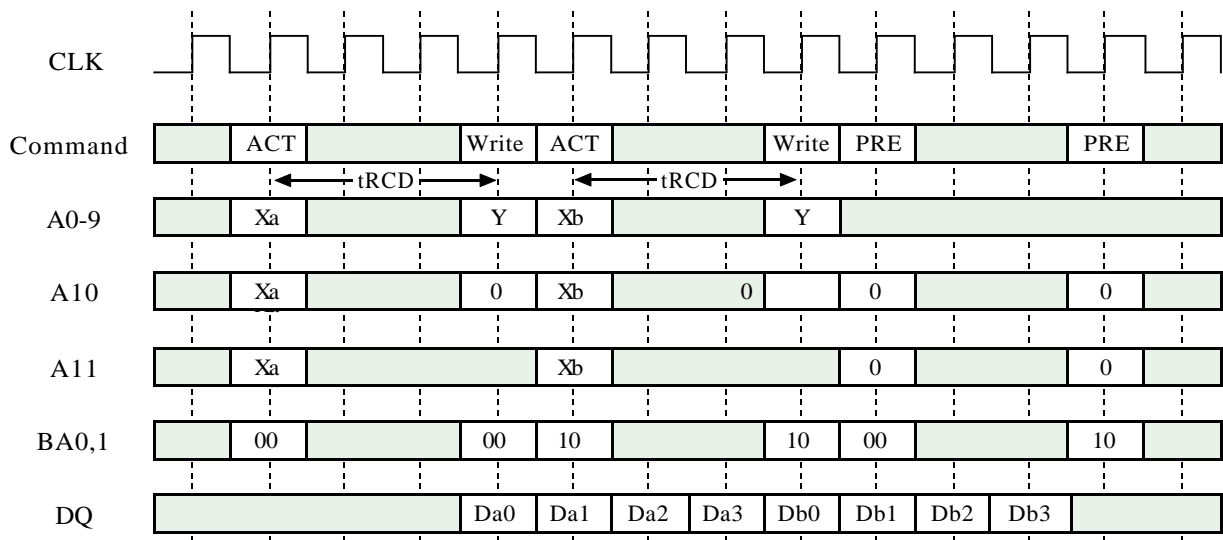 CLK
Command ACT Write ACT Write PRE PRE
tRCD tRCD
A0-9 Xa Y Xb Y
A10 Xa 0 Xb 0 0 0
A11 Xa Xb 0 0
BA0,1 00 00 10 10 00 10
DQ Da0 Da1 Da2 Da3 Db0 Db1 Db2 Db3